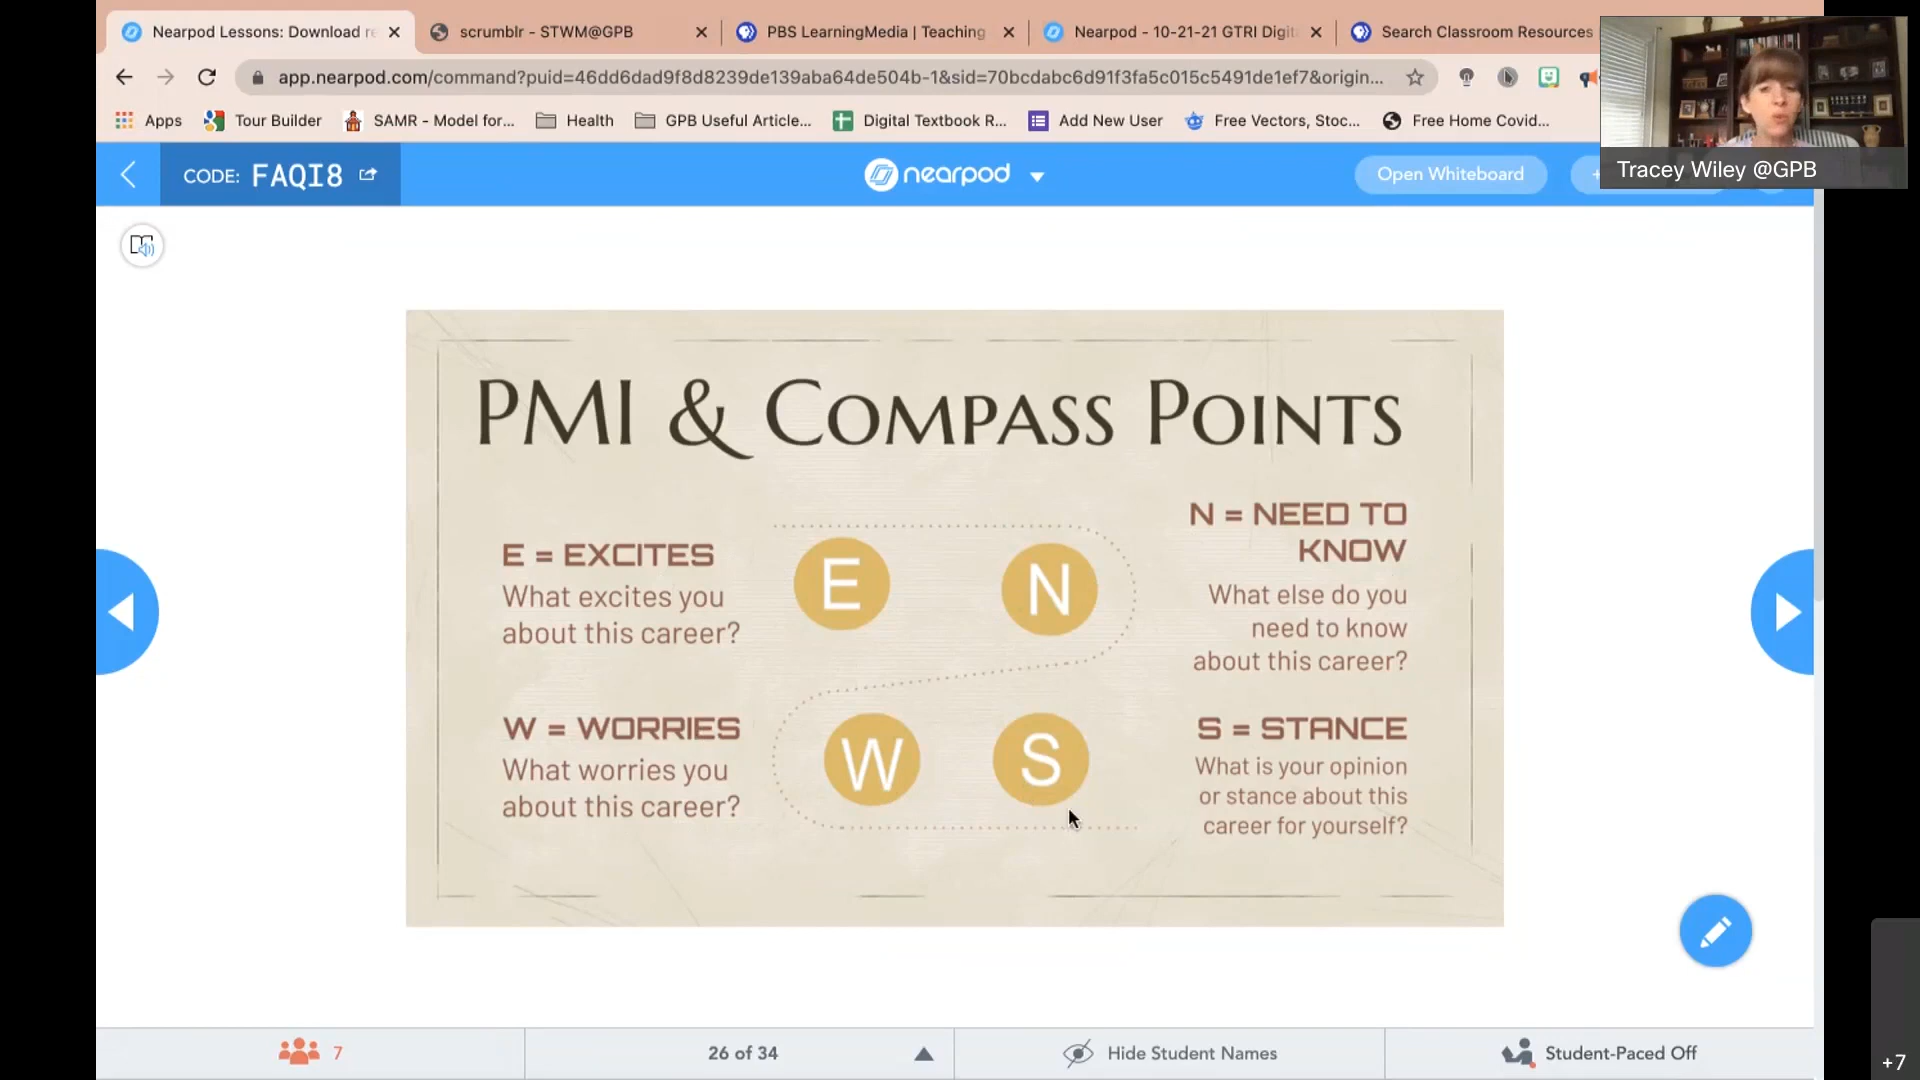 Nearpod Lessons: Download re
scrumblr - STWM@GPB
PBS LearningMedia | Teaching
Nearpod - 10-21-21 GTRI Digit
Search Classroom Resources
app.nearpod.com/command?puid=46dd6dad9f8d8239de139aba64de504b-1&sid=70bcdabc6d91f3fa5c015c5491de1ef7&origin...
Apps
Tour Builder
SAMR - Model for...
Health
GPB Useful Article...
Digital Textbook R...
Add New User
Free Vectors, Stoc...
Free Home Covid...
Tracey Wiley @GPB
CODE: FAQI8
nearpod
Open Whiteboard
PMI & COMPASS POINTS
E = EXCITES
What excites you
about this career?
E
N
N = NEED TO
KNOW
What else do you
need to know
about this career?
W = WORRIES
What worries you
about this career?
W
S
S = STANCE
What is your opinion
or stance about this
career for yourself?
7
26 of 34
Hide Student Names
Student-Paced Off
+7